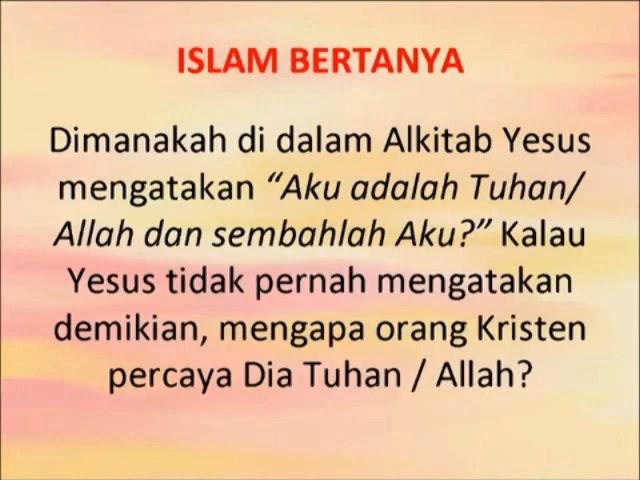 ISLAM BERTANYA
Dimanakah di dalam Alkitab Yesus
mengatakan “Aku adalah Tuhan/
Allah dan sembahlah Aku?” Kalau
Yesus tidak pernah mengatakan
demikian, mengapa orang Kristen
percaya Dia Tuhan / Allah?